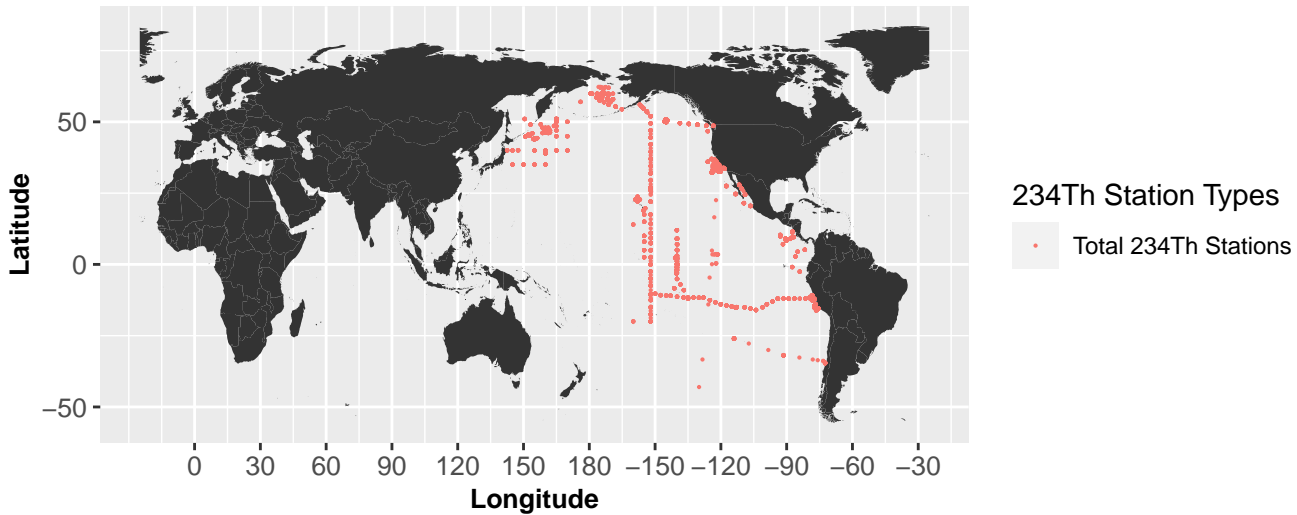 50
0
−50
Latitude
0 30 60 90 120 150 180 −150 −120 −90 −60 −30
Longitude
234Th Station Types
Total 234Th Stations